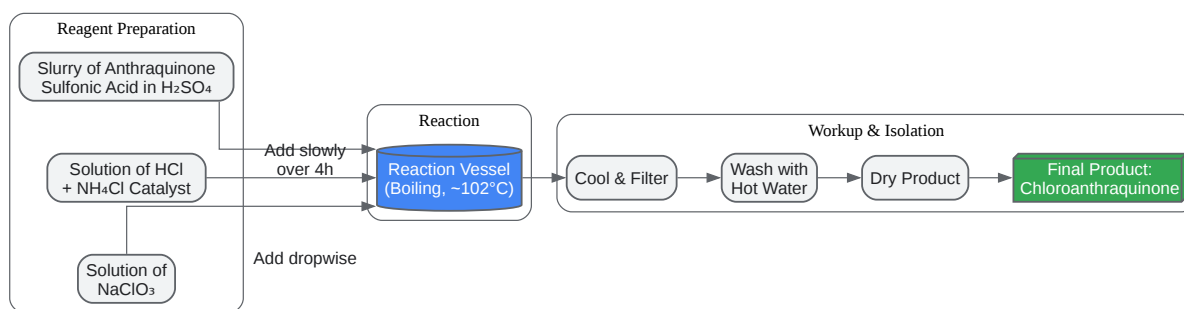 Reagent Preparation
Slurry of Anthraquinone
Sulfonic Acid in H₂SO₄
Solution of HCl
+ NH₄Cl Catalyst
Solution of
NaClO₃
Add slowly
over 4h
Add dropwise
Reaction
Reaction Vessel
(Boiling, ~102°C)
Workup & Isolation
Cool & Filter
Wash with
Hot Water
Dry Product
Final Product:
Chloroanthraquinone